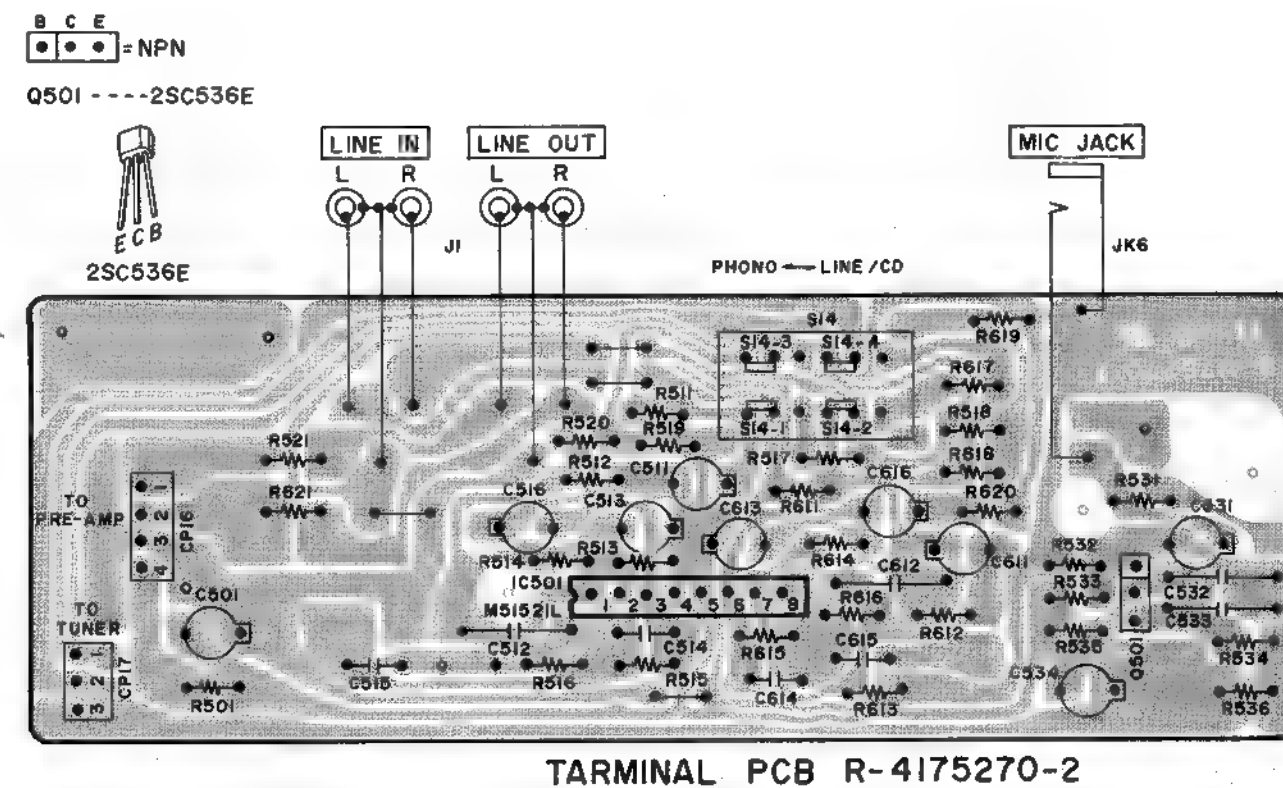 B C E
= NPN
Q501 ----2SC536E
E C B
2SC536E
LINE IN
L R
LINE OUT
L R
J1
MIC JACK
JK6
PHONO ← LINE/CD
S14
S14-3 S14-4
S14-1 S14-2
R619
R617
R518
R618
R620
R511
R519
R520
R512
R517
R521
R621
C511
C616
C516
C513
C613
R611
R531
C631
TO PRE-AMP
1
2
3
4
CP16
R514
R513
R614
C612
C611
R532
R533
R535
C532
C533
IC501
1 2 3 4 5 6 7 8
M51521L
C501
R616
R612
C512
C514
R615
C615
Q501
R534
TO TUNER
1
2
3
CP17
C515
R516
R515
C614
R613
C534
R536
R501
TARMINAL PCB R-4175270-2